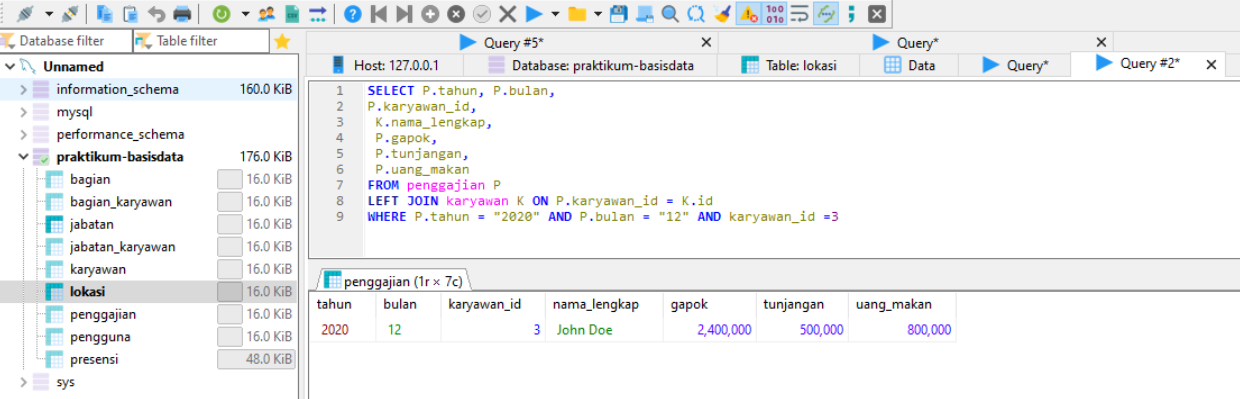 Database filter
Table filter
Query #5*
Query*
Host: 127.0.0.1
Database: praktikum-basisdata
Table: lokasi
Data
Query*
Query #2*
Unnamed
information_schema 160.0 KiB
mysql
performance_schema
praktikum-basisdata 176.0 KiB
bagian 16.0 KiB
bagian_karyawan 16.0 KiB
jabatan 16.0 KiB
jabatan_karyawan 16.0 KiB
karyawan 16.0 KiB
lokasi 16.0 KiB
penggajian 16.0 KiB
pengguna 16.0 KiB
presensi 48.0 KiB
sys
1 SELECT P.tahun, P.bulan,
2 P.karyawan_id,
3 K.nama_lengkap,
4 P.gapok,
5 P.tunjangan,
6 P.uang_makan
7 FROM penggajian P
8 LEFT JOIN karyawan K ON P.karyawan_id = K.id
9 WHERE P.tahun = "2020" AND P.bulan = "12" AND karyawan_id =3
penggajian (1r × 7c)
tahun bulan karyawan_id nama_lengkap gapok tunjangan uang_makan
2020 12 3 John Doe 2,400,000 500,000 800,000